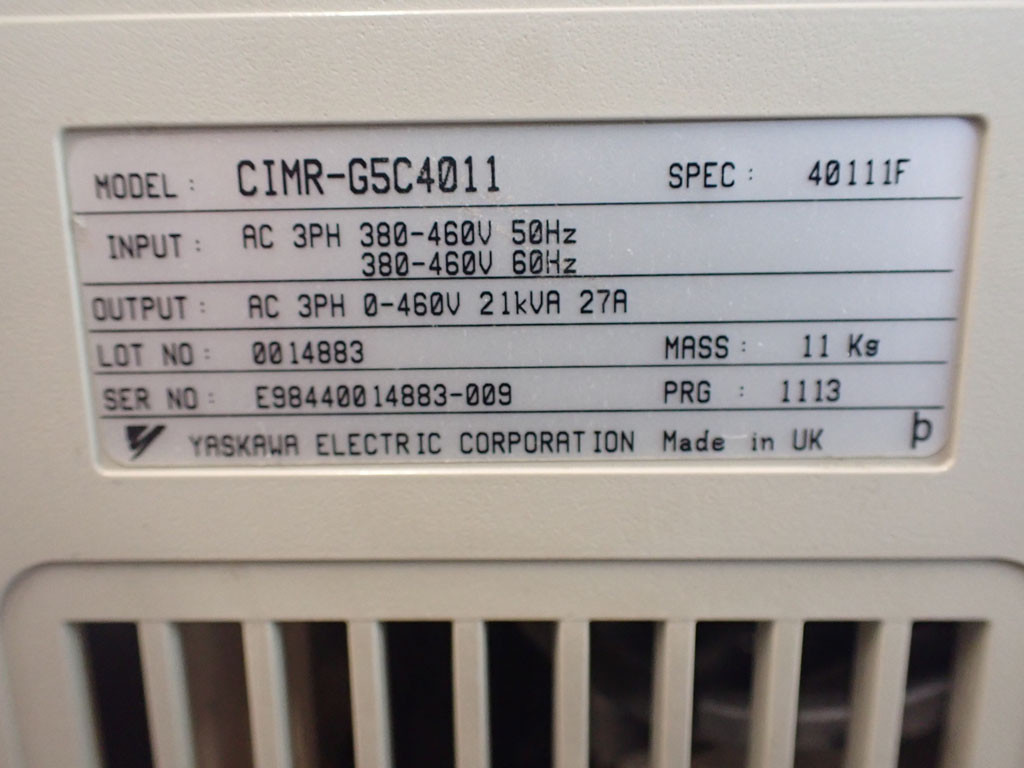 MODEL : CIMR-G5C4011 SPEC : 40111F
INPUT : AC 3PH 380-460V 50Hz
380-460V 60Hz
OUTPUT : AC 3PH 0-460V 21kVA 27A
LOT NO : 0014883 MASS : 11 Kg
SER NO : E98440014883-009 PRG : 1113
YASKAWA ELECTRIC CORPORATION Made in UK þ